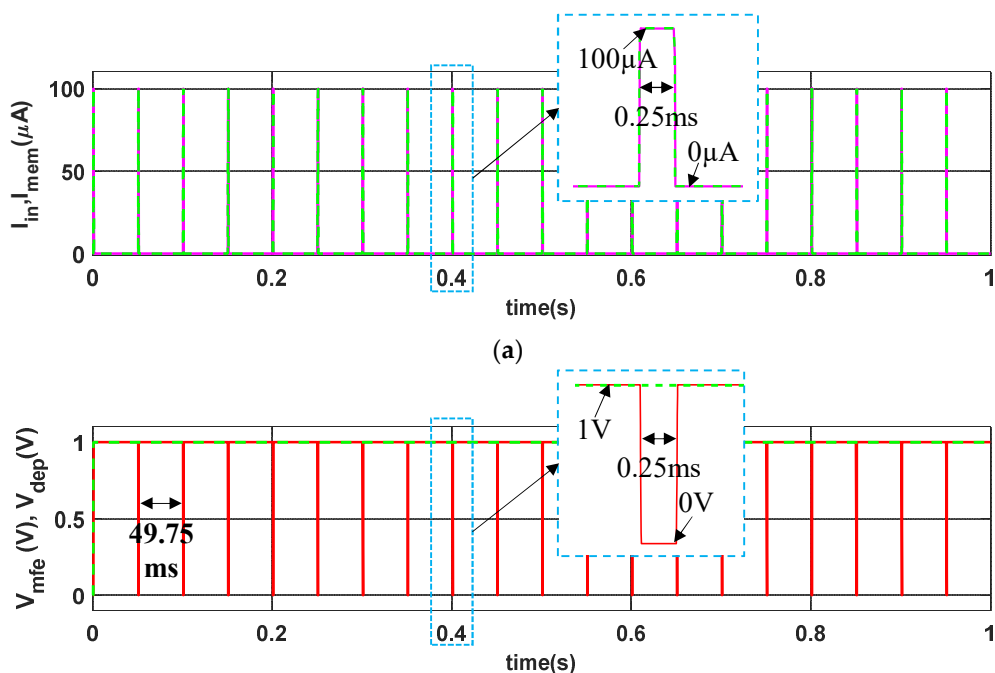 100µA
0.25ms
0µA
I_in,I_mem(µA)
100
50
0
0 0.2 0.4 0.6 0.8 1
time(s)
(a)
1V
0.25ms
0V
V_mfe (V), V_dep(V)
1
0.5
0
49.75
ms
0 0.2 0.4 0.6 0.8 1
time(s)